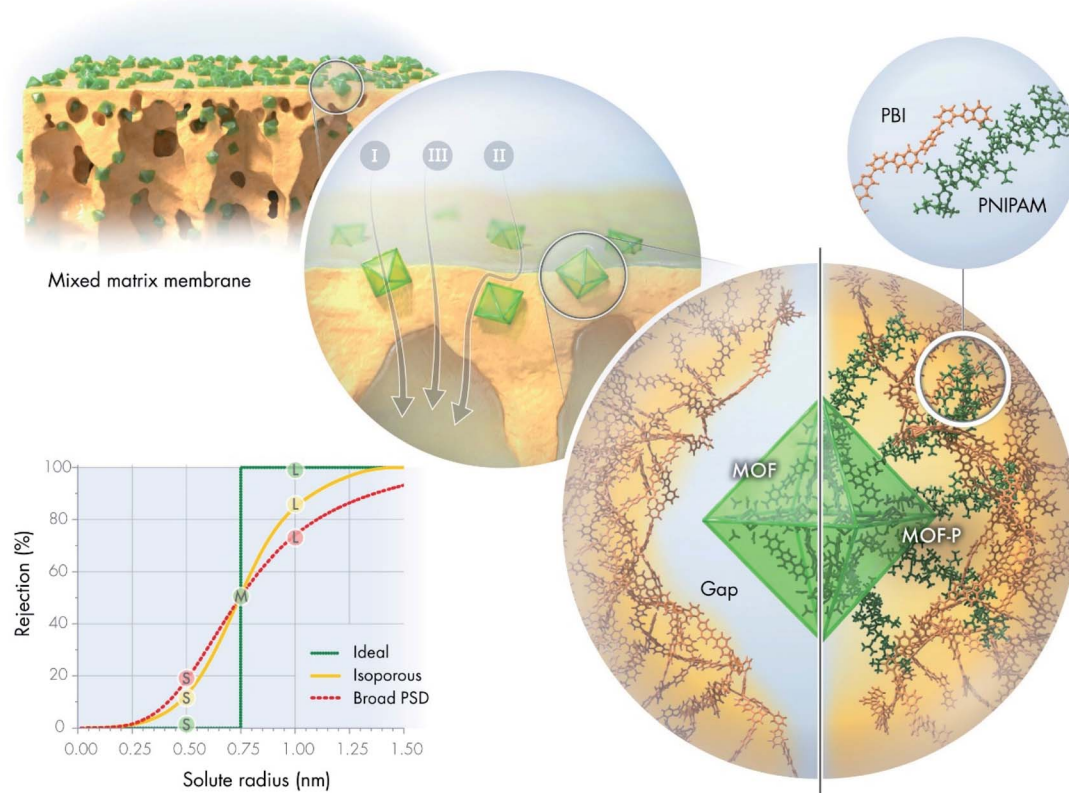 Mixed matrix membrane
I
III
II
PBI
PNIPAM
MOF
MOF-P
Gap
Rejection (%)
100
80
60
40
20
0
L
L
L
M
S
S
S
Ideal
Isoporous
Broad PSD
0.00 0.25 0.50 0.75 1.00 1.25 1.50
Solute radius (nm)